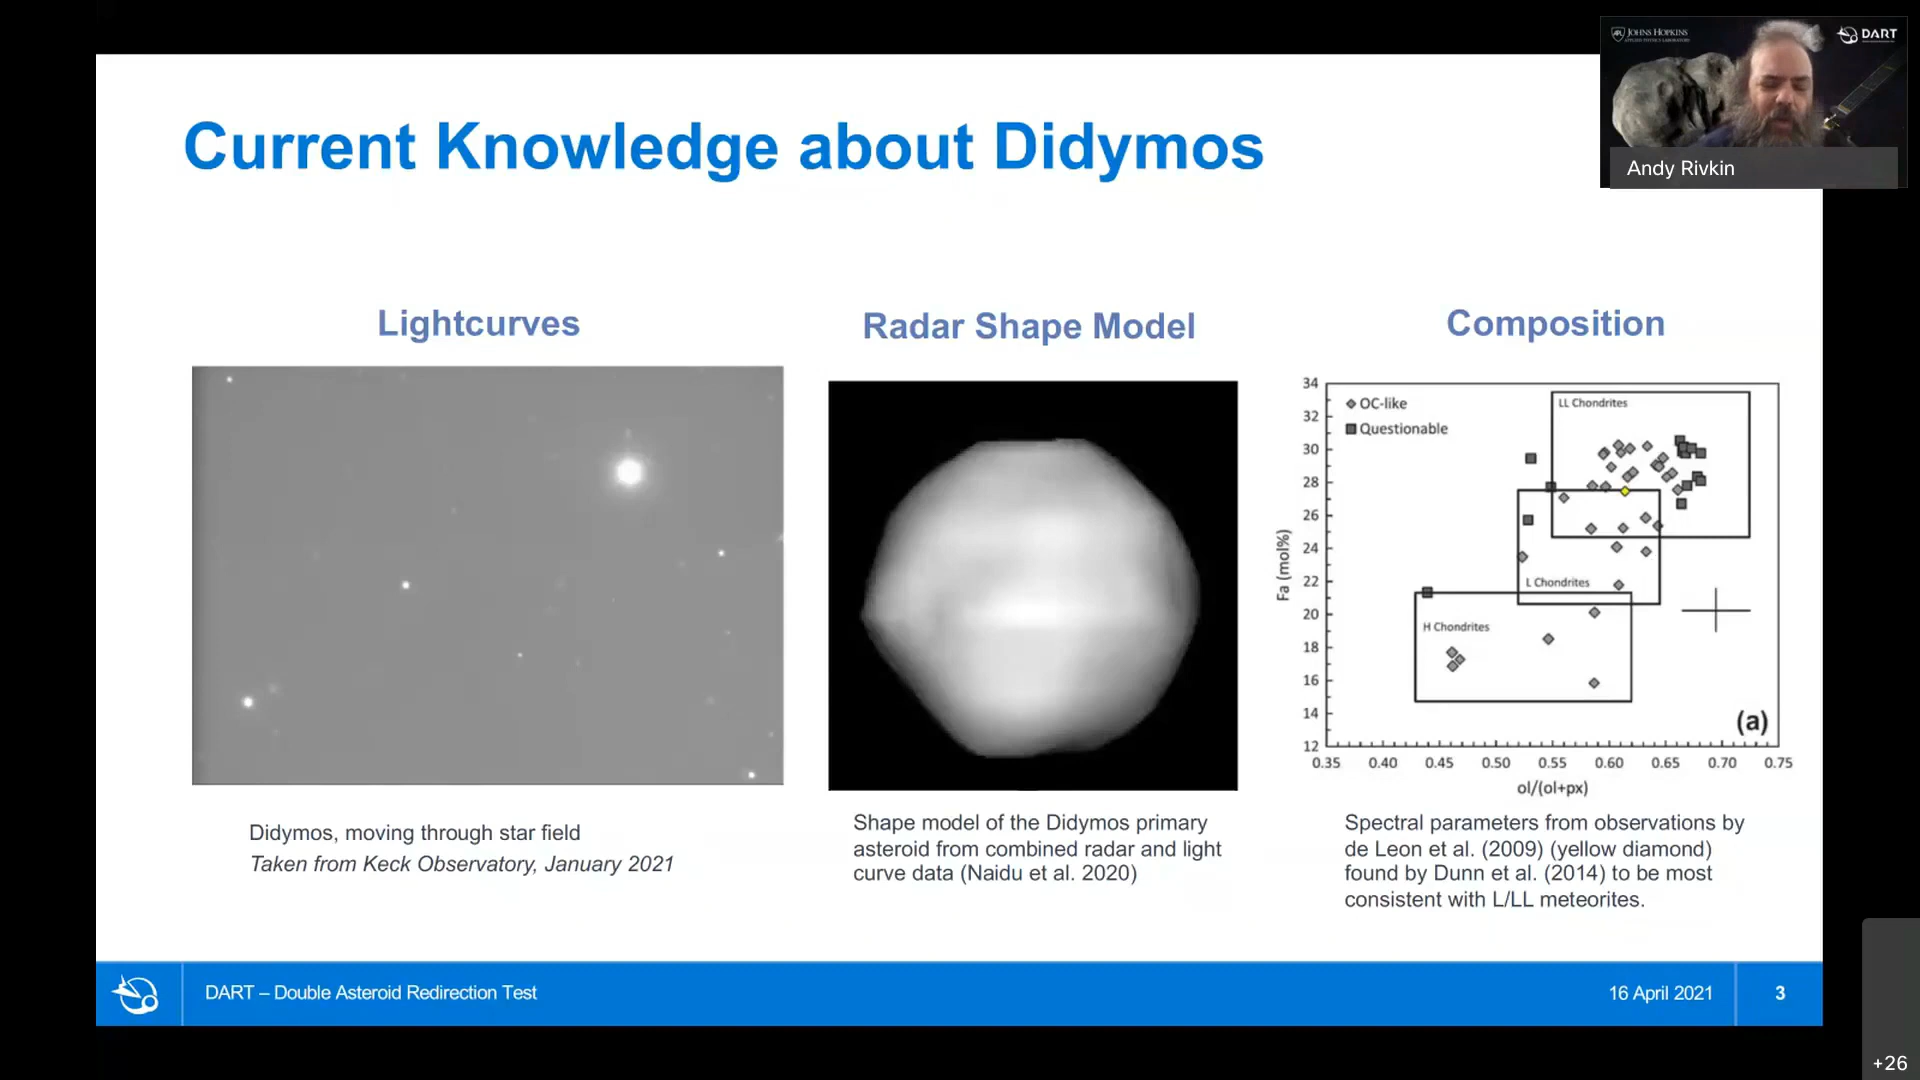 Current Knowledge about Didymos
JOHNS HOPKINS
DART
Andy Rivkin
Lightcurves
Didymos, moving through star field
Taken from Keck Observatory, January 2021
Radar Shape Model
Shape model of the Didymos primary
asteroid from combined radar and light
curve data (Naidu et al. 2020)
Composition
34
32
30
28
26
24
22
20
18
16
14
12
Fa (mol%)
OC-like
Questionable
LL Chondrites
L Chondrites
H Chondrites
(a)
0.35 0.40 0.45 0.50 0.55 0.60 0.65 0.70 0.75
ol/(ol+px)
Spectral parameters from observations by
de Leon et al. (2009) (yellow diamond)
found by Dunn et al. (2014) to be most
consistent with L/LL meteorites.
DART – Double Asteroid Redirection Test
16 April 2021
3
+26